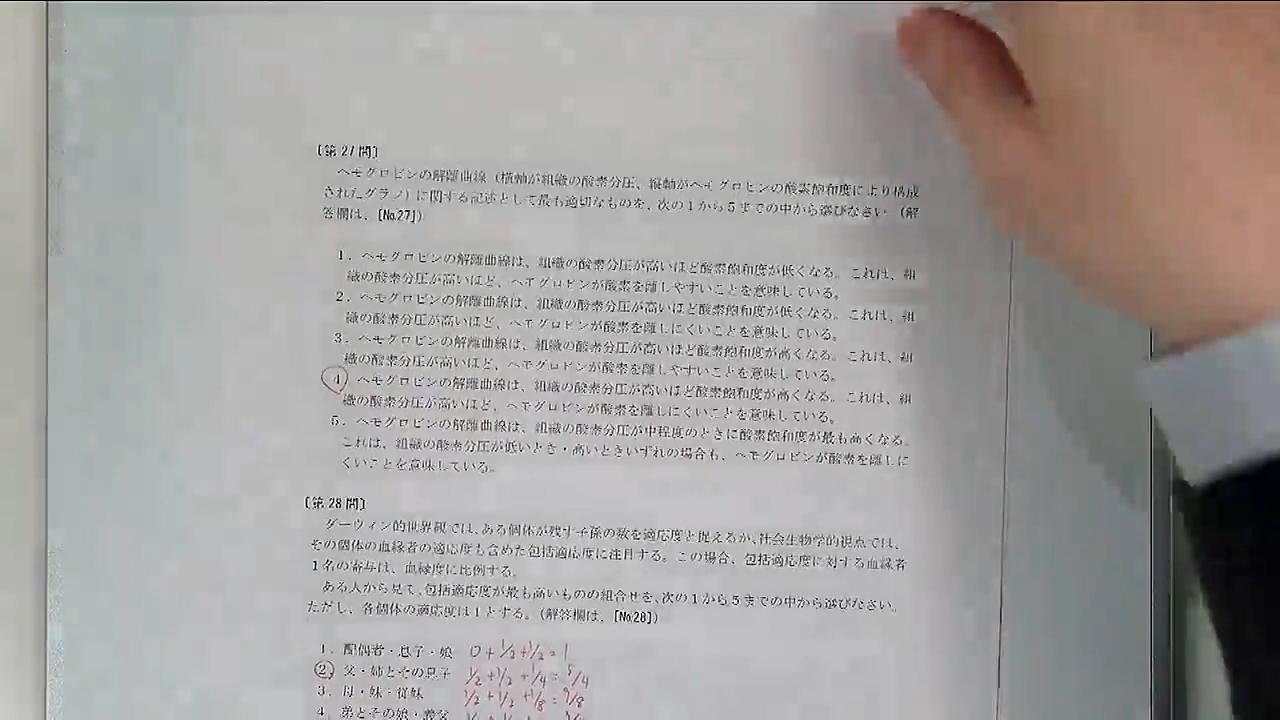 〔第27問〕
ヘモグロビンの解離曲線（横軸が組織の酸素分圧、縦軸がヘモグロビンの酸素飽和度により構成
されたグラフ）に関する記述として最も適切なものを、次の1から5までの中から選びなさい（解
答欄は、[No.27]）
1．ヘモグロビンの解離曲線は、組織の酸素分圧が高いほど酸素飽和度が低くなる。これは、組
織の酸素分圧が高いほど、ヘモグロビンが酸素を離しやすいことを意味している。
2．ヘモグロビンの解離曲線は、組織の酸素分圧が高いほど酸素飽和度が低くなる。これは、組
織の酸素分圧が高いほど、ヘモグロビンが酸素を離しにくいことを意味している。
3．ヘモグロビンの解離曲線は、組織の酸素分圧が高いほど酸素飽和度が高くなる。これは、組
織の酸素分圧が高いほど、ヘモグロビンが酸素を離しやすいことを意味している。
4．ヘモグロビンの解離曲線は、組織の酸素分圧が高いほど酸素飽和度が高くなる。これは、組
織の酸素分圧が高いほど、ヘモグロビンが酸素を離しにくいことを意味している。
5．ヘモグロビンの解離曲線は、組織の酸素分圧が中程度のときに酸素飽和度が最も高くなる。
これは、組織の酸素分圧が低いとき・高いときいずれの場合も、ヘモグロビンが酸素を離しに
くいことを意味している。
〔第28問〕
ダーウィン的世界観では、ある個体が残す子孫の数を適応度と捉えるが、社会生物学的視点では、
その個体の血縁者の適応度も含めた包括適応度に注目する。この場合、包括適応度に対する血縁者
1名の寄与は、血縁度に比例する。
ある人から見て、包括適応度が最も高いものの組合せを、次の1から5までの中から選びなさい。
ただし、各個体の適応度は1とする。（解答欄は、[No.28]）
1．配偶者・息子・娘 0+1/2+1/2=1
2．父・姉とその息子 1/2+1/2+1/4=5/4
3．母・妹・従妹 1/2+1/2+1/8=9/8
4．弟とその娘・義父